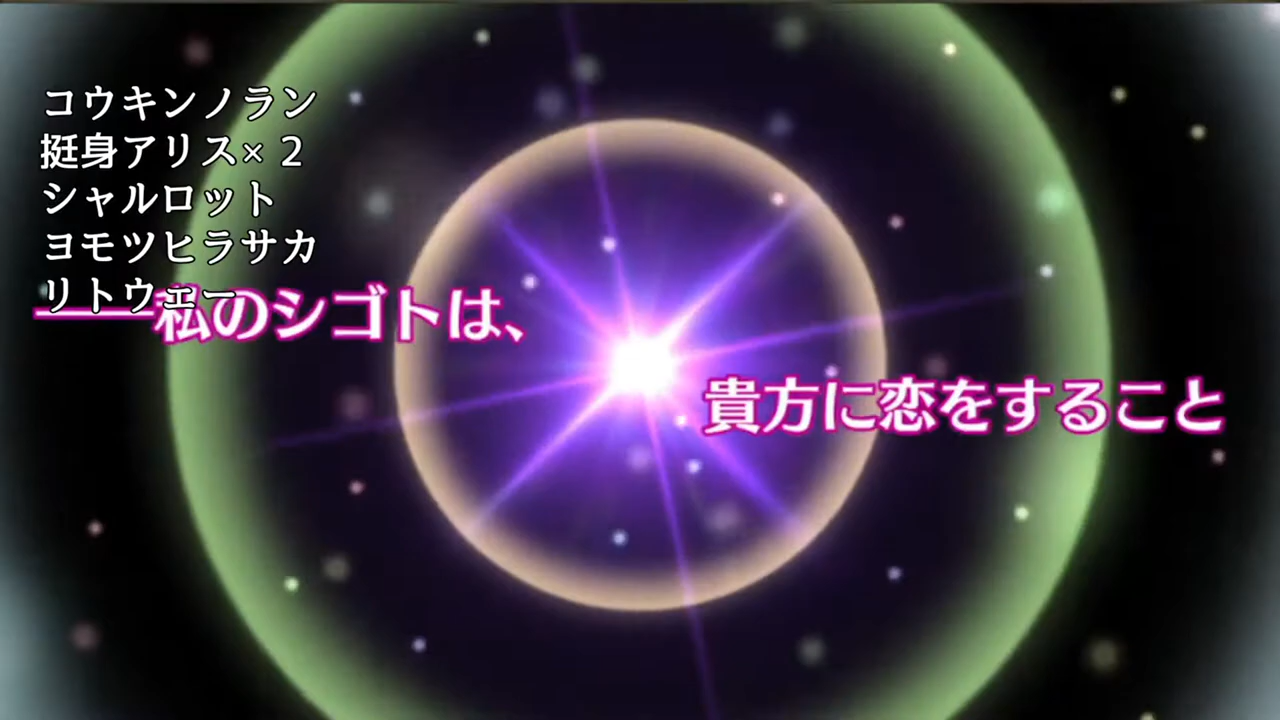 コウキンノラン
挺身アリス×２
シャルロット
ヨモツヒラサカ
リトウェー
――私のシゴトは、
貴方に恋をすること